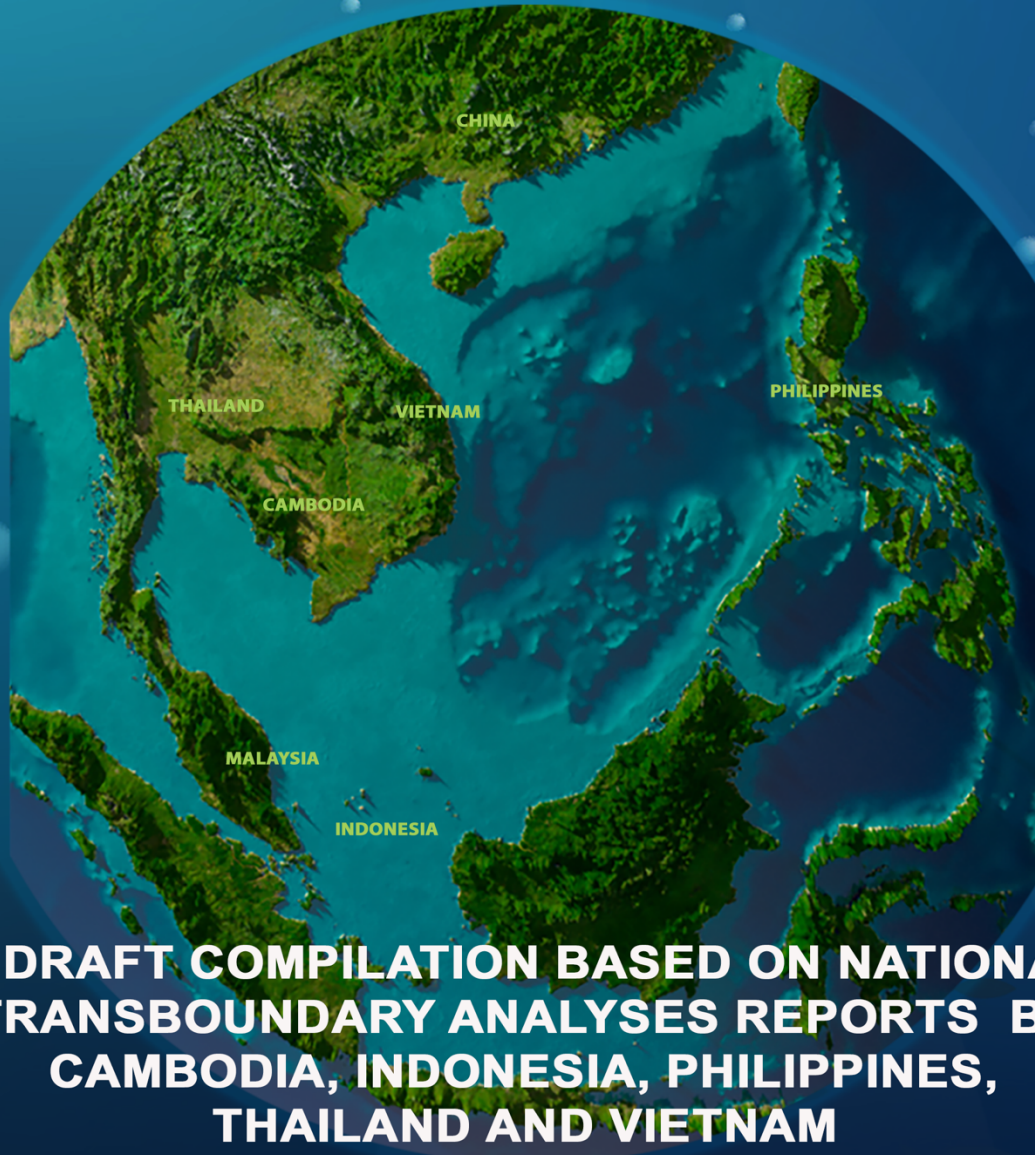 CHINA
THAILAND
VIETNAM
PHILIPPINES
CAMBODIA
MALAYSIA
INDONESIA
DRAFT COMPILATION BASED ON NATIONA
RANSBOUNDARY ANALYSES REPORTS B
CAMBODIA, INDONESIA, PHILIPPINES,
THAILAND AND VIETNAM